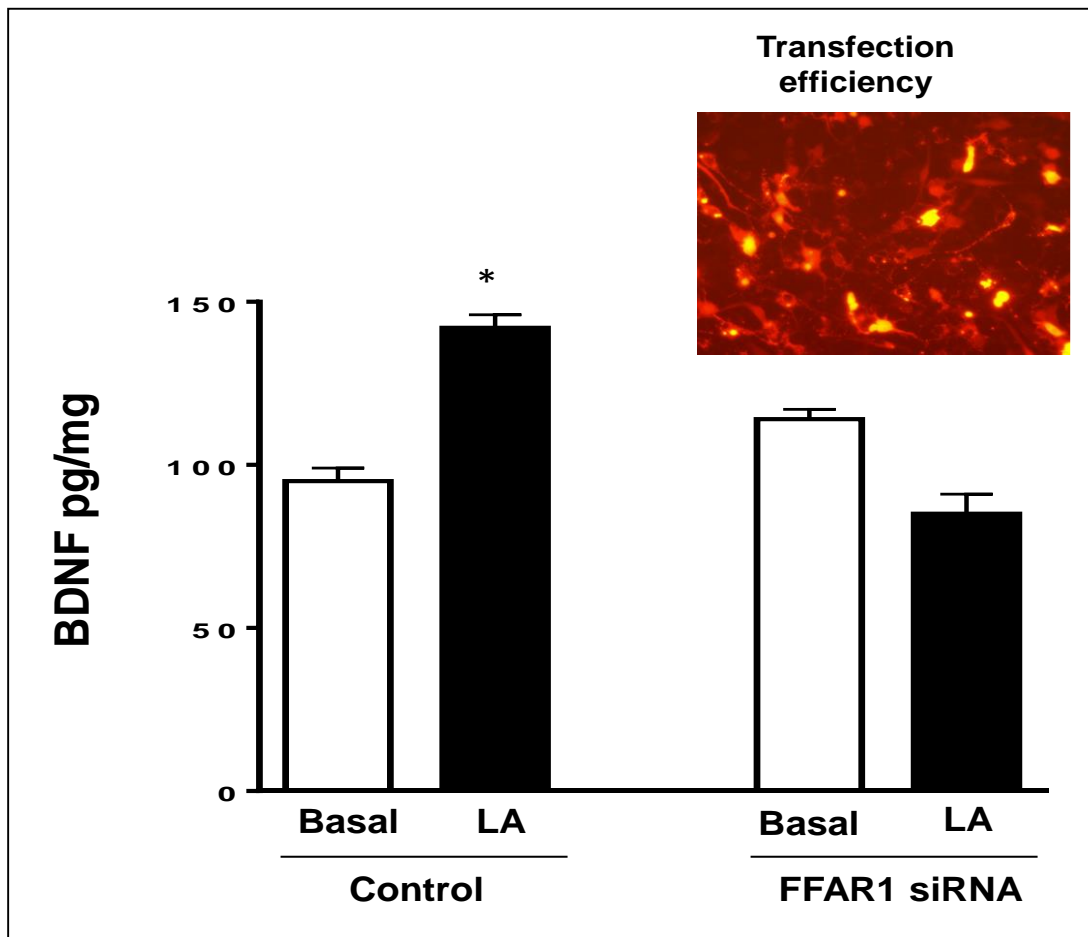 Transfection
efficiency
*
150
100
50
0
BDNF pg/mg
Basal LA Basal LA
Control FFAR1 siRNA